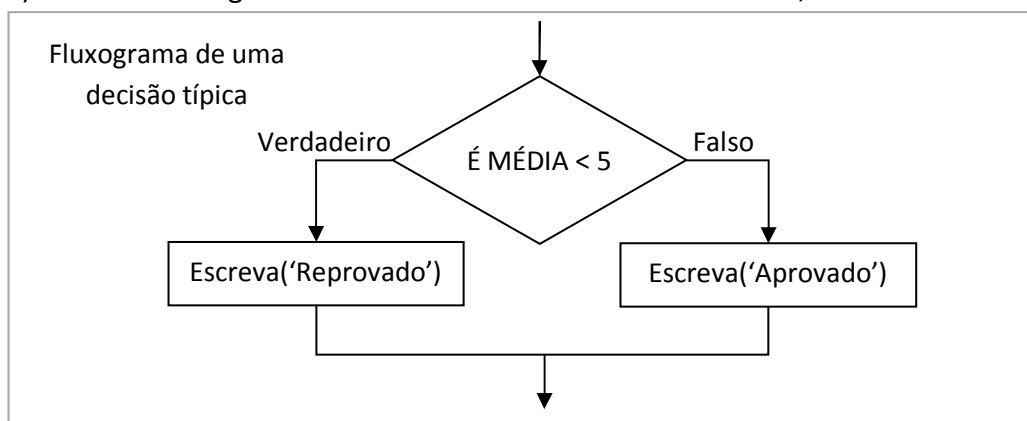 Fluxograma de uma
decisão típica
Verdadeiro
É MÉDIA < 5
Falso
Escreva(‘Reprovado’)
Escreva(‘Aprovado’)